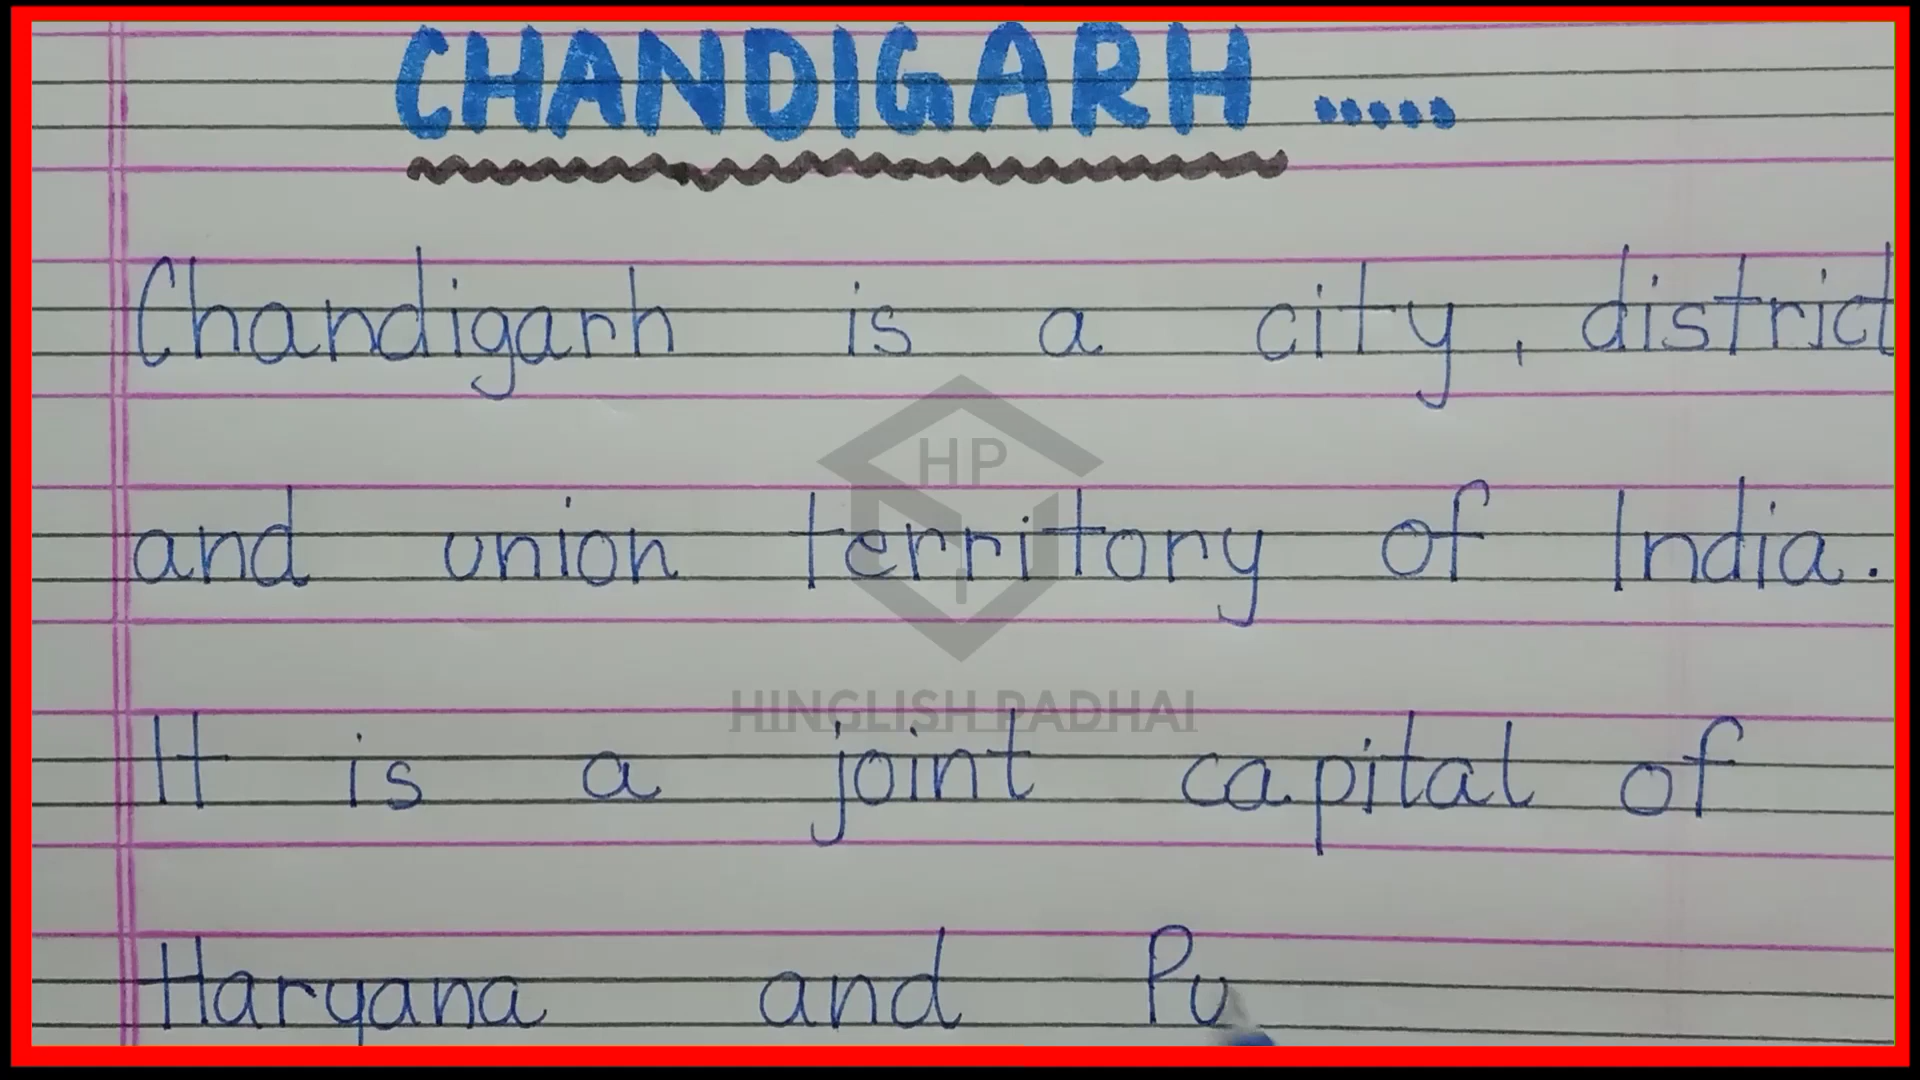 CHANDIGARH .....
Chandigarh is a city, district
and union territory of India.
HP
HINGLISH PADHAI
It is a joint capital of
Haryana and Pu